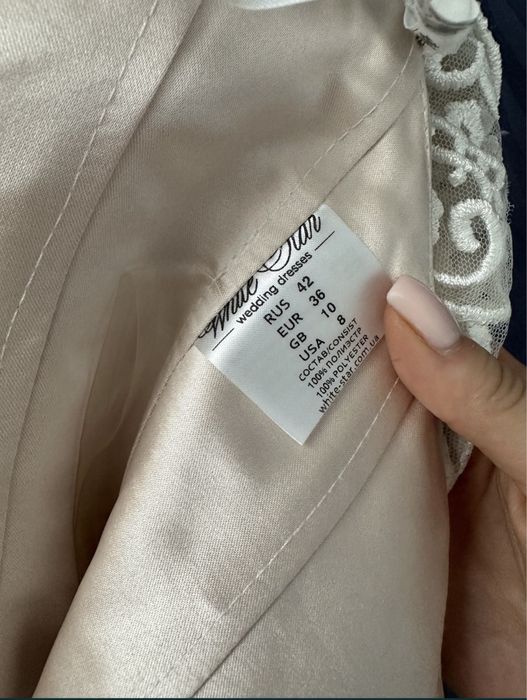 White Star
wedding dresses
RUS 42
EUR 36
GB 10
USA 8
СОСТАВ/CONSIST
100% ПОЛИЭСТР
100% POLYESTER
white-star.com.ua